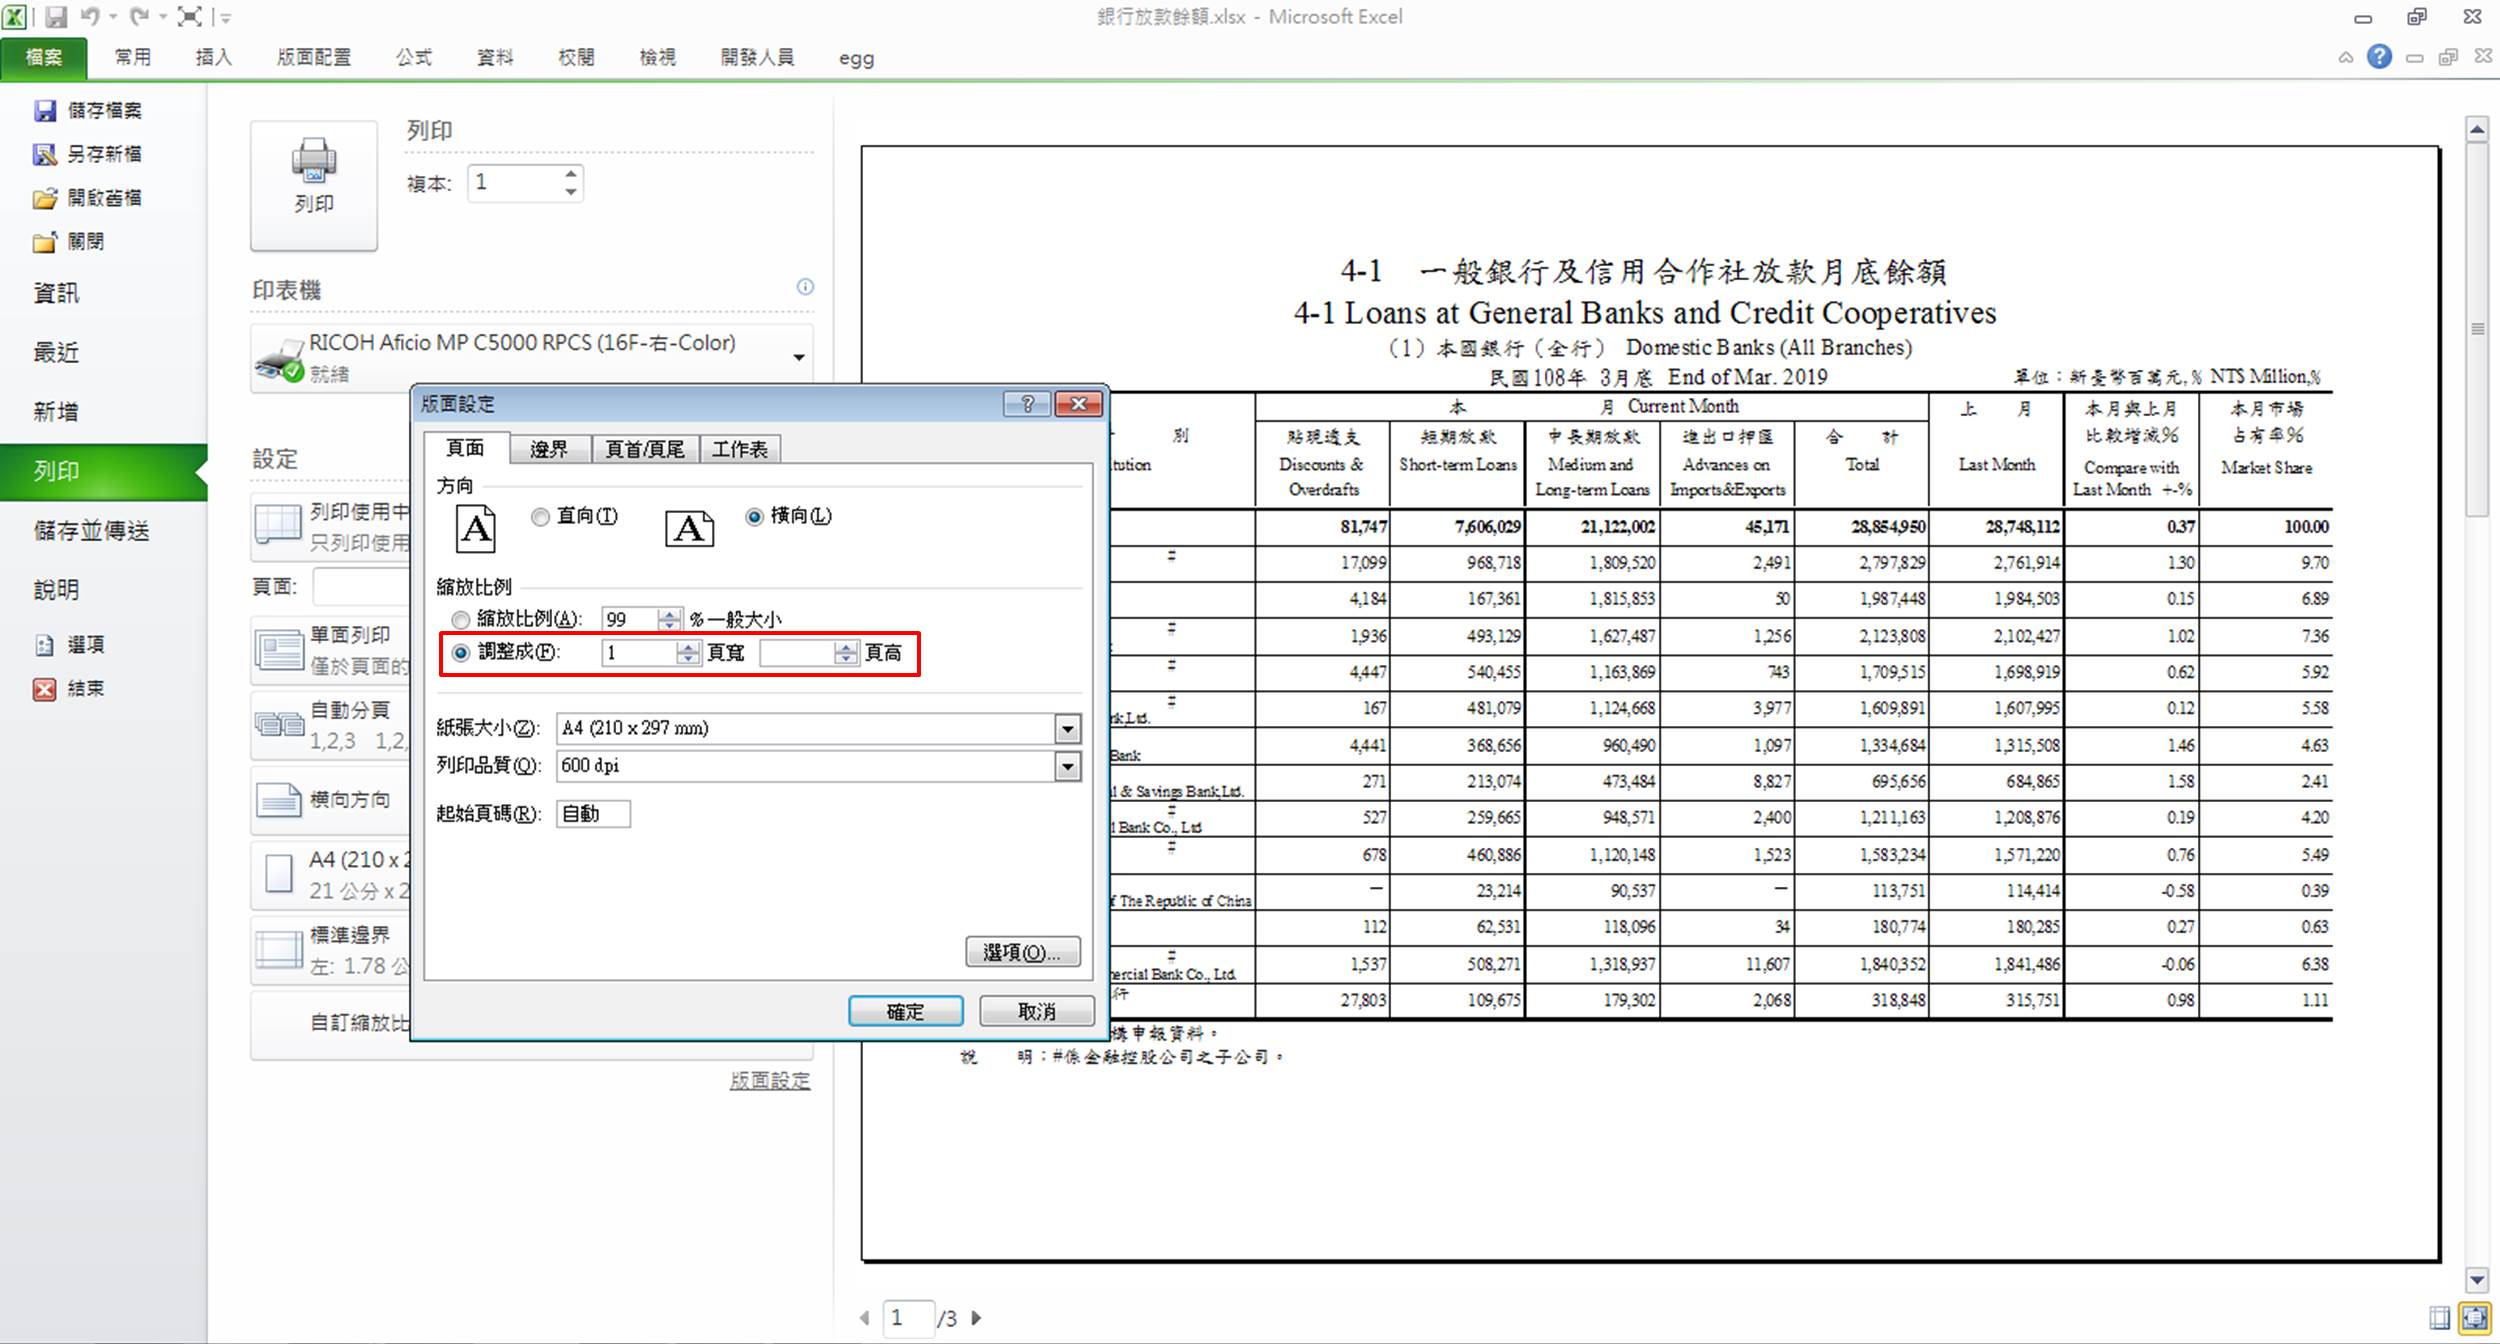 銀行放款餘額.xlsx - Microsoft Excel
檔案 常用 插入 版面配置 公式 資料 校閱 檢視 開發人員 egg
儲存檔案
另存新檔
開啟舊檔
關閉
資訊
最近
新增
列印
儲存並傳送
說明
選項
結束
列印
列印
複本: 1
印表機
RICOH Aficio MP C5000 RPCS (16F-右-Color)
就緒
設定
列印使用中
只列印使用
頁面:
單面列印
僅於頁面的
自動分頁
1,2,3 1,2,
橫向方向
A4 (210 x 2
21 公分 x 2
標準邊界
左: 1.78 公
自訂縮放比
版面設定
版面設定
頁面 邊界 頁首/頁尾 工作表
方向
A 直向(T) A 橫向(L)
縮放比例
縮放比例(A): 99 % 一般大小
調整成(F): 1 頁寬 頁高
紙張大小(Z): A4 (210 x 297 mm)
列印品質(Q): 600 dpi
起始頁碼(R): 自動
選項(O)...
確定 取消
4-1 一般銀行及信用合作社放款月底餘額
4-1 Loans at General Banks and Credit Cooperatives
(1) 本國銀行 (全行) Domestic Banks (All Branches)
民國108年 3月底 End of Mar. 2019 單位：新臺幣百萬元,% NT$ Million,%
本 月 Current Month 上 月 本月與上月 本月市場
別 貼現透支 短期放款 中長期放款 進出口押匯 合 計 比較增減% 占有率%
tution Discounts & Short-term Loans Medium and Advances on Total Last Month Compare with Market Share
Overdrafts Long-term Loans Imports&Exports Last Month +-%
81,747 7,606,029 21,122,002 45,171 28,854,950 28,748,112 0.37 100.00
# 17,099 968,718 1,809,520 2,491 2,797,829 2,761,914 1.30 9.70
4,184 167,361 1,815,853 50 1,987,448 1,984,503 0.15 6.89
# 1,936 493,129 1,627,487 1,256 2,123,808 2,102,427 1.02 7.36
# 4,447 540,455 1,163,869 743 1,709,515 1,698,919 0.62 5.92
# 167 481,079 1,124,668 3,977 1,609,891 1,607,995 0.12 5.58
rk,Ltd.
4,441 368,656 960,490 1,097 1,334,684 1,315,508 1.46 4.63
Bank
271 213,074 473,484 8,827 695,656 684,865 1.58 2.41
l & Savings Bank,Ltd.
# 527 259,665 948,571 2,400 1,211,163 1,208,876 0.19 4.20
l Bank Co., Ltd
# 678 460,886 1,120,148 1,523 1,583,234 1,571,220 0.76 5.49
— 23,214 90,537 — 113,751 114,414 -0.58 0.39
f The Republic of China
112 62,531 118,096 34 180,774 180,285 0.27 0.63
# 1,537 508,271 1,318,937 11,607 1,840,352 1,841,486 -0.06 6.38
nercial Bank Co., Ltd.
行 27,803 109,675 179,302 2,068 318,848 315,751 0.98 1.11
構申報資料。
說 明：#係金融控股公司之子公司。
1 /3